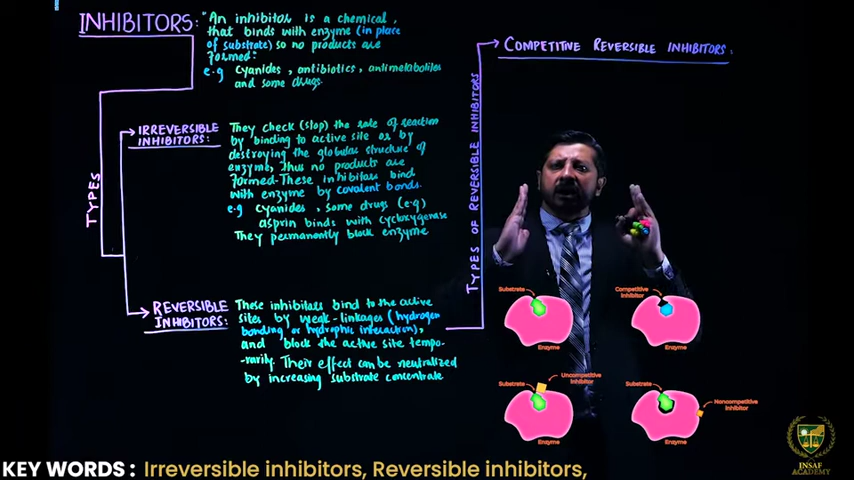 INHIBITORS:
"An inhibitor is a chemical,
that binds with enzyme (in place
of substrate) so no products are
formed:
e.g cyanides, antibiotics, antimetabolites
and some drugs.
TYPES
IRREVERSIBLE
INHIBITORS:
They check (stop) the rate of reaction
by binding to active site or by
destroying the globular structure of
enzyme, thus no products are
formed-These inhibitors bind
with enzyme by covalent bonds.
e.g cyanides, some drugs (e.g)
asprin binds with cycloxygenase
They permanently block enzyme
REVERSIBLE
INHIBITORS:
These inhibitors bind to the active
sites by weak-linkages (hydrogen
bonding or hydrophic interaction),
and block the active site tempo-
-rarily. Their effect can be neutralized
by increasing substrate concentrate
TYPES OF REVERSIBLE INHIBITORS
COMPETITIVE REVERSIBLE INHIBITORS:
Substrate
Enzyme
Competitive
Inhibitor
Enzyme
Substrate
Uncompetitive
Inhibitor
Enzyme
Substrate
Noncompetitive
Inhibitor
Enzyme
INSAF
ACADEMY
KEY WORDS : Irreversible inhibitors, Reversible inhibitors,